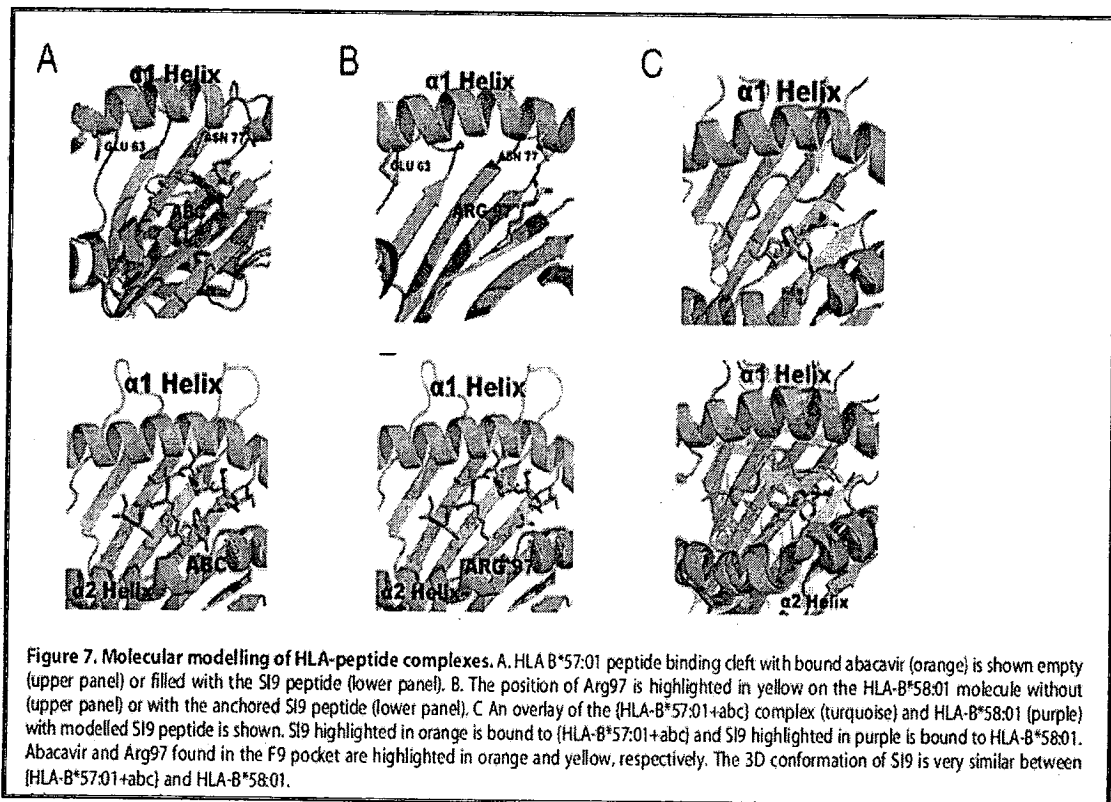 A
B
C
α1 Helix
GLU 63
ASN 77
ABC
α1 Helix
GLU 63
ASN 77
ARG 97
α1 Helix
α1 Helix
ABC
α2 Helix
α1 Helix
ARG 97
α2 Helix
α1 Helix
α2 Helix
Figure 7. Molecular modelling of HLA-peptide complexes. A. HLA B*57:01 peptide binding cleft with bound abacavir (orange) is shown empty
(upper panel) or filled with the SI9 peptide (lower panel). B. The position of Arg97 is highlighted in yellow on the HLA-B*58:01 molecule without
(upper panel) or with the anchored SI9 peptide (lower panel). C An overlay of the {HLA-B*57:01+abc} complex (turquoise) and HLA-B*58:01 (purple)
with modelled SI9 peptide is shown. SI9 highlighted in orange is bound to {HLA-B*57:01+abc} and SI9 highlighted in purple is bound to HLA-B*58:01.
Abacavir and Arg97 found in the F9 pocket are highlighted in orange and yellow, respectively. The 3D conformation of SI9 is very similar between
{HLA-B*57:01+abc} and HLA-B*58:01.